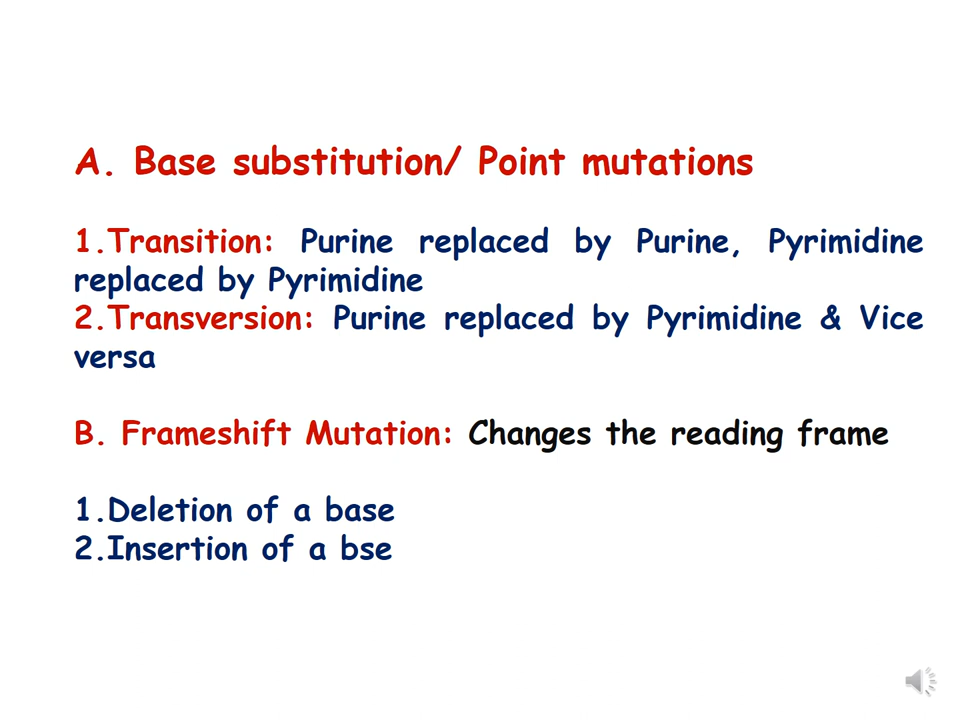 A. Base substitution/ Point mutations
1.Transition: Purine replaced by Purine, Pyrimidine
replaced by Pyrimidine
2.Transversion: Purine replaced by Pyrimidine & Vice
versa
B. Frameshift Mutation: Changes the reading frame
1.Deletion of a base
2.Insertion of a bse